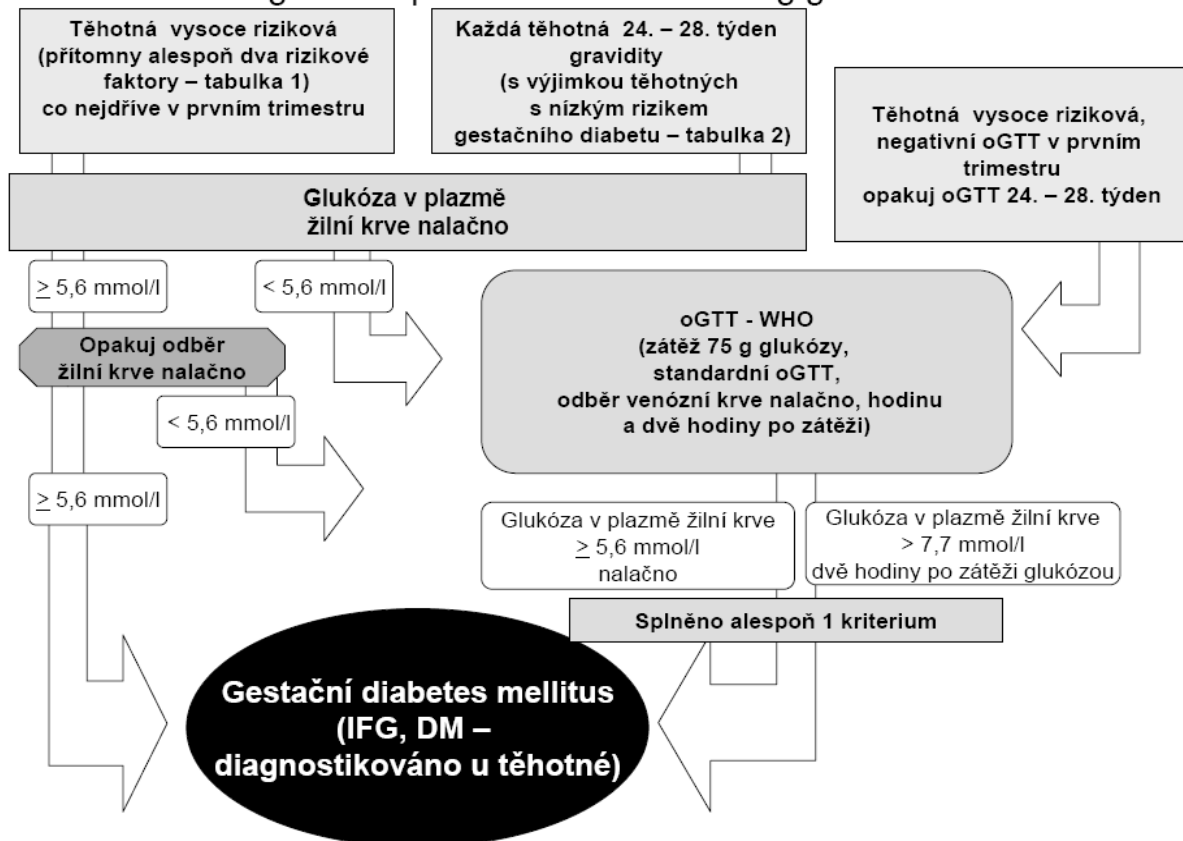 Těhotná vysoce riziková
(přítomny alespoň dva rizikové
faktory – tabulka 1)
co nejdříve v prvním trimestru
Každá těhotná 24. – 28. týden
gravidity
(s výjimkou těhotných
s nízkým rizikem
gestačního diabetu – tabulka 2)
Těhotná vysoce riziková,
negativní oGTT v prvním
trimestru
opakuj oGTT 24. – 28. týden
Glukóza v plazmě
žilní krve nalačno
≥ 5,6 mmol/l
< 5,6 mmol/l
Opakuj odběr
žilní krve nalačno
< 5,6 mmol/l
≥ 5,6 mmol/l
oGTT - WHO
(zátěž 75 g glukózy,
standardní oGTT,
odběr venózní krve nalačno, hodinu
a dvě hodiny po zátěži)
Glukóza v plazmě žilní krve
≥ 5,6 mmol/l
nalačno
Glukóza v plazmě žilní krve
> 7,7 mmol/l
dvě hodiny po zátěži glukózou
Splněno alespoň 1 kriterium
Gestační diabetes mellitus
(IFG, DM –
diagnostikováno u těhotné)